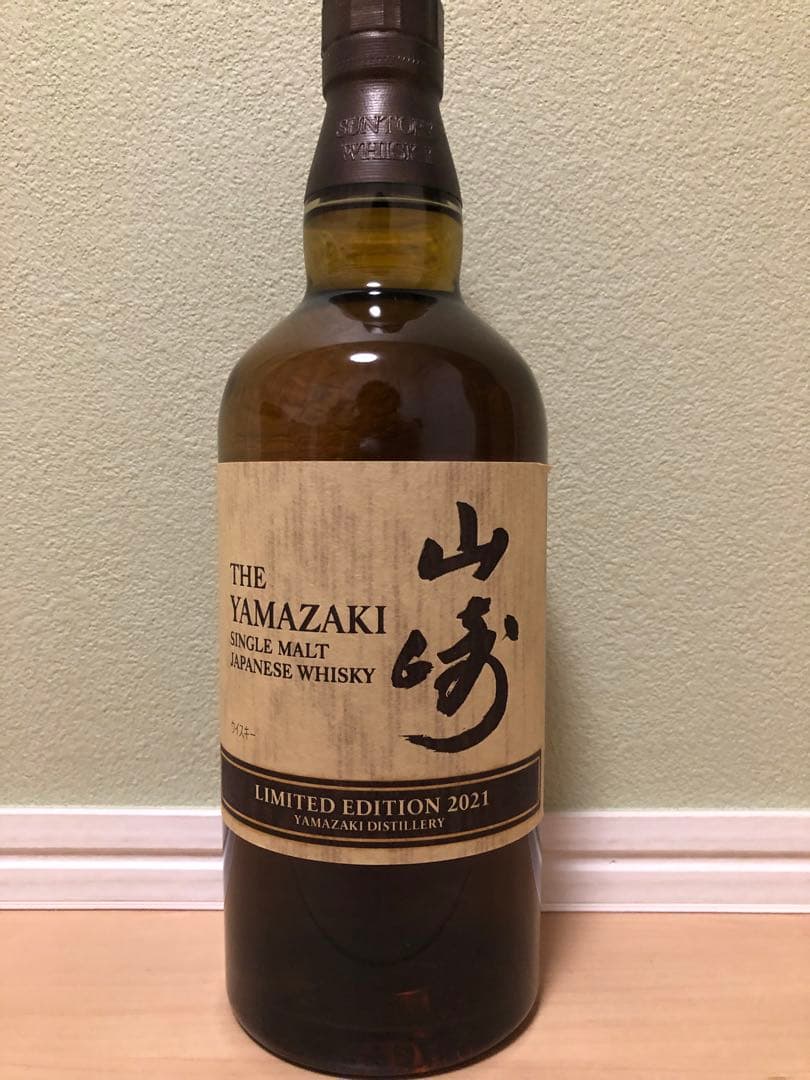 SUNTORY
WHISKY
THE
YAMAZAKI
SINGLE MALT
JAPANESE WHISKY
山崎
ウイスキー
LIMITED EDITION 2021
YAMAZAKI DISTILLERY